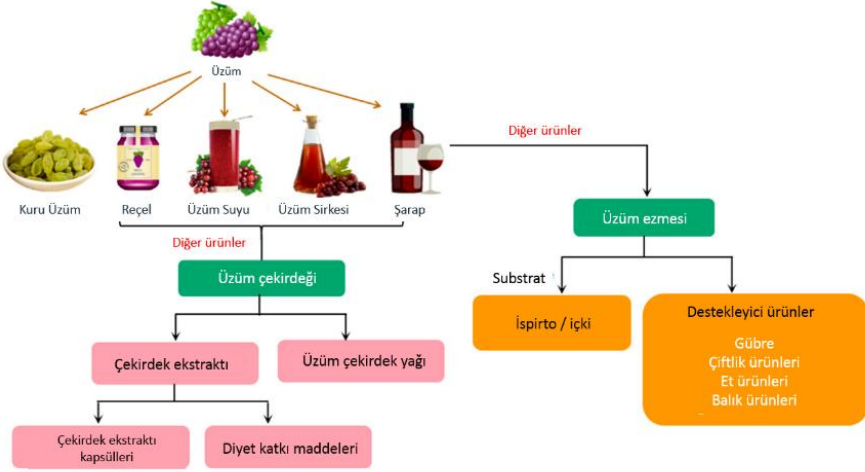 Üzüm
Kuru Üzüm
Reçel
Üzüm Suyu
Üzüm Sirkesi
Şarap
Diğer ürünler
Üzüm çekirdeği
Çekirdek ekstraktı
Üzüm çekirdek yağı
Çekirdek ekstraktı
kapsülleri
Diyet katkı maddeleri
Diğer ürünler
Üzüm ezmesi
Substrat
İspirto / içki
Destekleyici ürünler
Gübre
Çiftlik ürünleri
Et ürünleri
Balık ürünleri